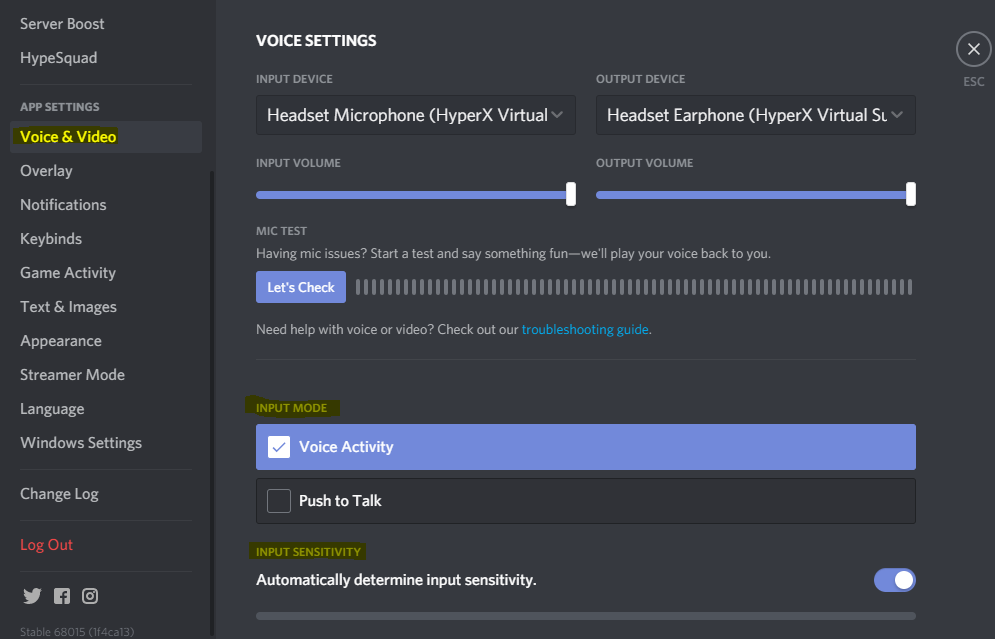 Server Boost
HypeSquad
APP SETTINGS
Voice & Video
Overlay
Notifications
Keybinds
Game Activity
Text & Images
Appearance
Streamer Mode
Language
Windows Settings
Change Log
Log Out
Stable 68015 (1f4ca13)
VOICE SETTINGS
INPUT DEVICE
Headset Microphone (HyperX Virtual
OUTPUT DEVICE
Headset Earphone (HyperX Virtual Su
INPUT VOLUME
OUTPUT VOLUME
MIC TEST
Having mic issues? Start a test and say something fun—we'll play your voice back to you.
Let's Check
Need help with voice or video? Check out our troubleshooting guide.
INPUT MODE
Voice Activity
Push to Talk
INPUT SENSITIVITY
Automatically determine input sensitivity.
ESC